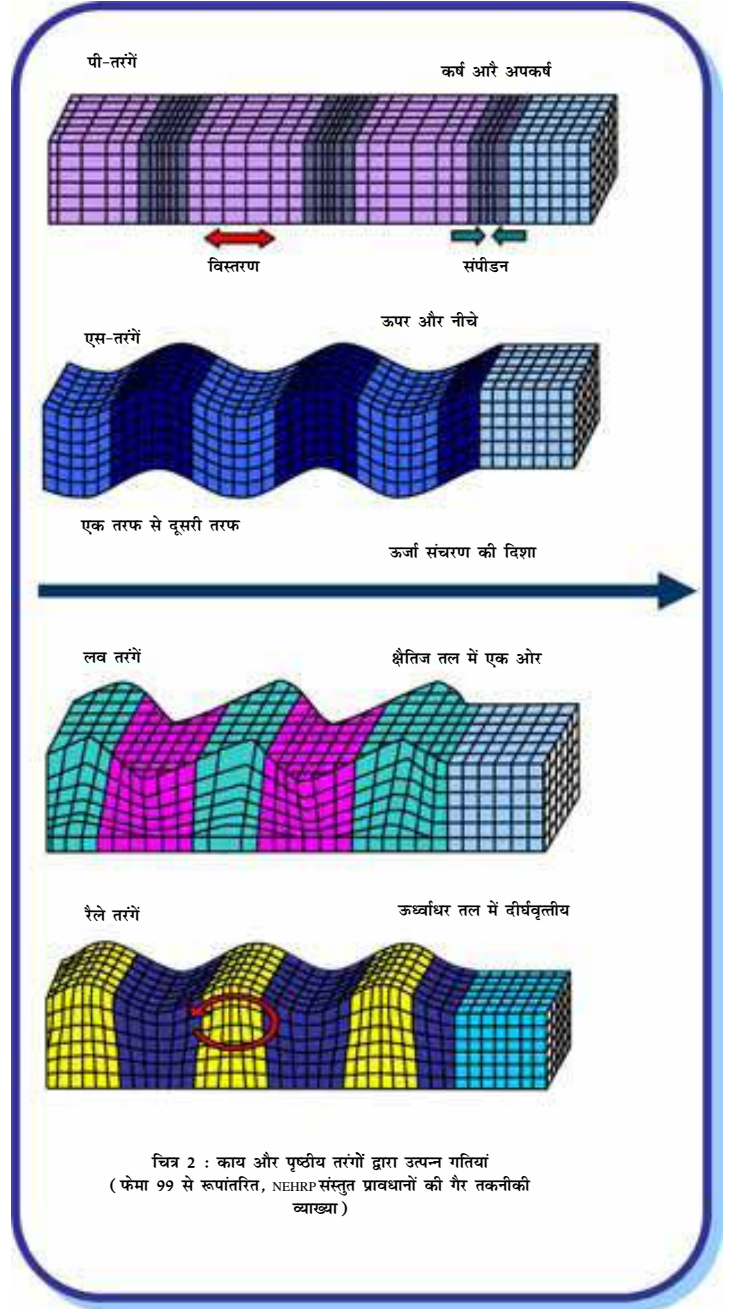 पी-तरंगें
कर्ष आरै अपकर्ष
विस्तरण
संपीडन
एस-तरंगें
ऊपर और नीचे
एक तरफ से दूसरी तरफ
ऊर्जा संचरण की दिशा
लव तरंगें
क्षैतिज तल में एक ओर
रैले तरंगें
ऊर्ध्वाधर तल में दीर्घवृत्तीय
चित्र 2 : काय और पृष्ठीय तरंगों द्वारा उत्पन्न गतियां
( फेमा 99 से रूपांतरित, NEHRP संस्तुत प्रावधानों की गैर तकनीकी
व्याख्या )